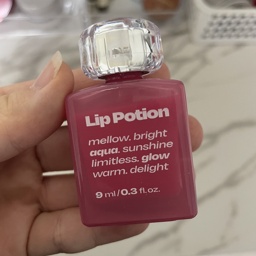 Lip Potion
mellow. bright
aqua. sunshine
limitless. glow
warm. delight
9 ml/0.3 fl.oz.